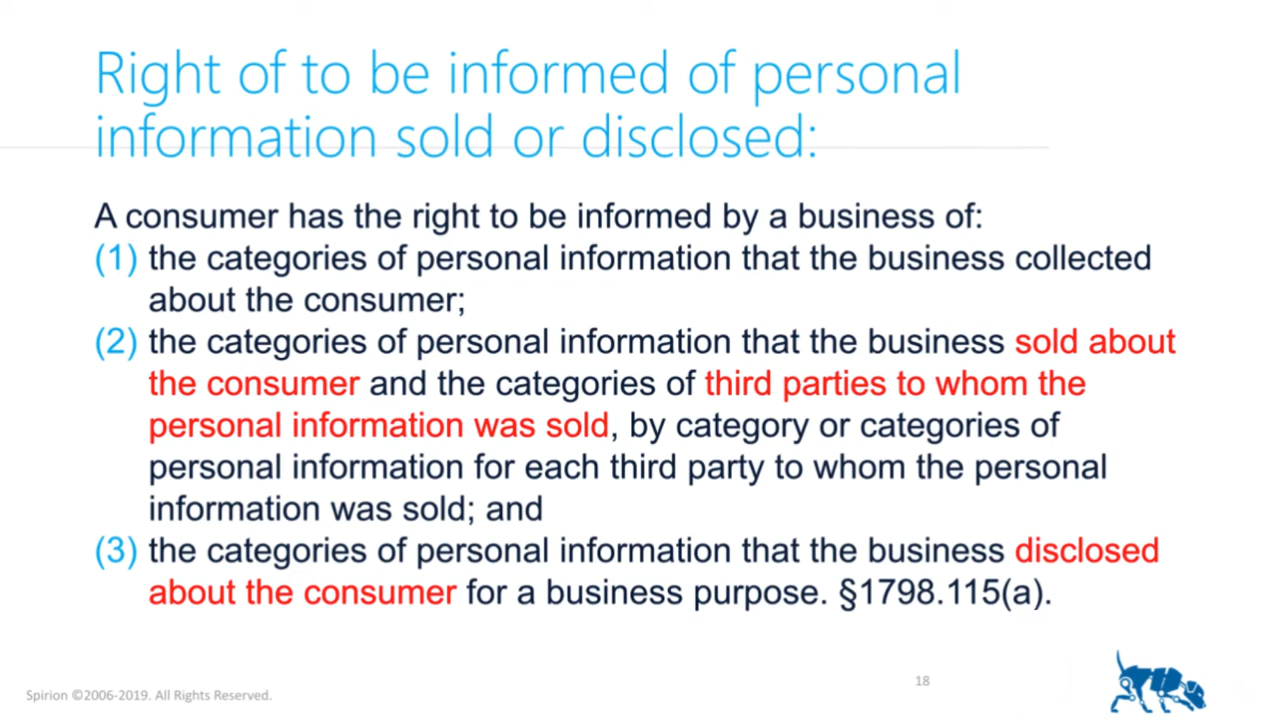 Right of to be informed of personal
information sold or disclosed:
A consumer has the right to be informed by a business of:
(1) the categories of personal information that the business collected
about the consumer;
(2) the categories of personal information that the business sold about
the consumer and the categories of third parties to whom the
personal information was sold, by category or categories of
personal information for each third party to whom the personal
information was sold; and
(3) the categories of personal information that the business disclosed
about the consumer for a business purpose. §1798.115(a).
Spirion ©2006-2019. All Rights Reserved.
18